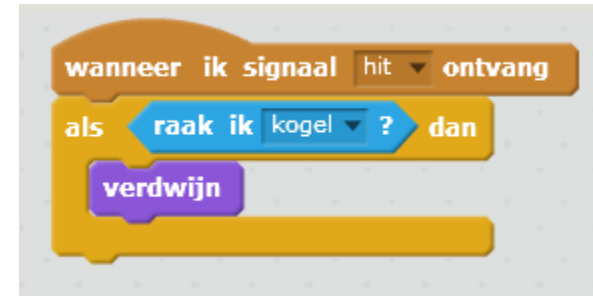 wanneer ik signaal hit ontvang
als raak ik kogel ? dan
verdwijn